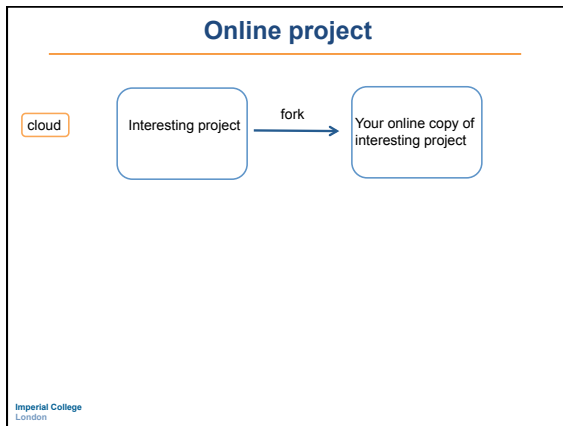 Online project
cloud
Interesting project
fork
Your online copy of
interesting project
Imperial College
London